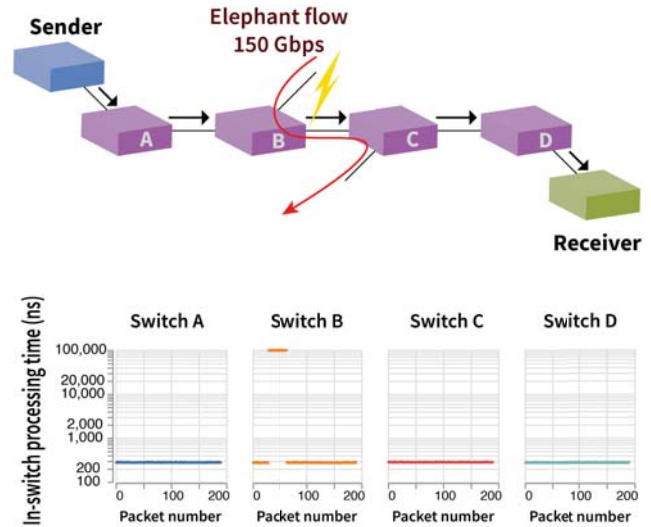 Elephant flow
150 Gbps
Sender
A
B
C
D
Receiver
In-switch processing time (ns)
Switch A
Switch B
Switch C
Switch D
100,000
20,000
10,000
2,000
1,000
200
100
0 100 200
0 100 200
0 100 200
0 100 200
Packet number
Packet number
Packet number
Packet number